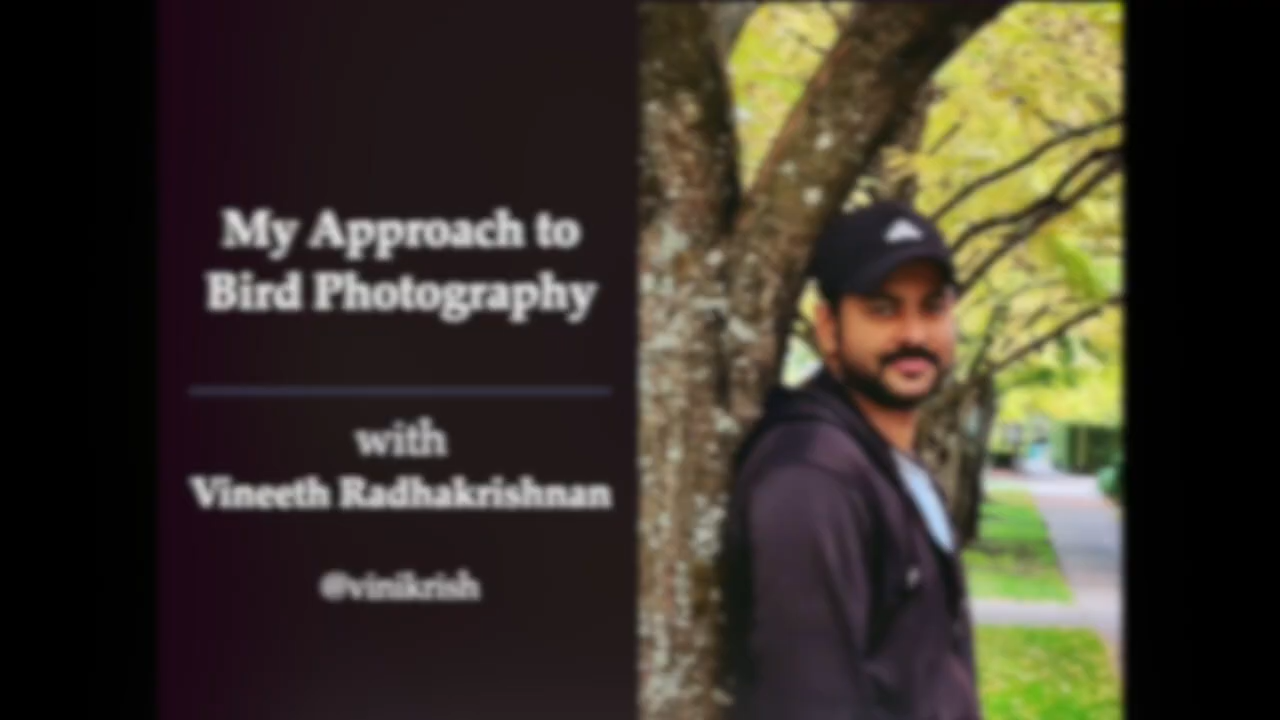 My Approach to
Bird Photography
with
Vineeth Radhakrishnan
@vinikrish